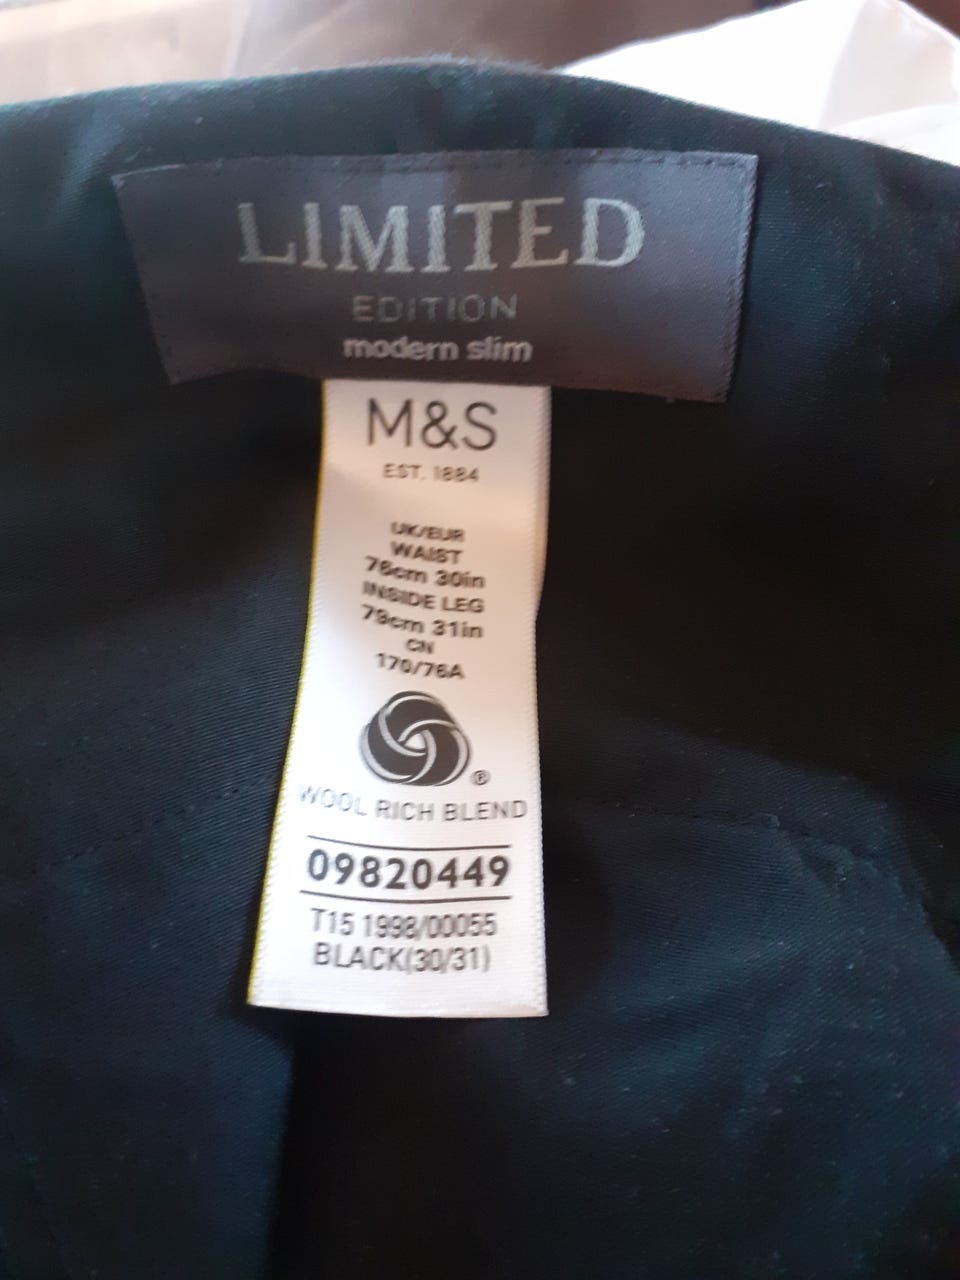 LIMITED
EDITION
modern slim
M&S
EST. 1884
UK/EUR
WAIST
76cm 30in
INSIDE LEG
79cm 31in
CN
170/76A
®
WOOL RICH BLEND
09820449
T15 1998/00055
BLACK(30/31)